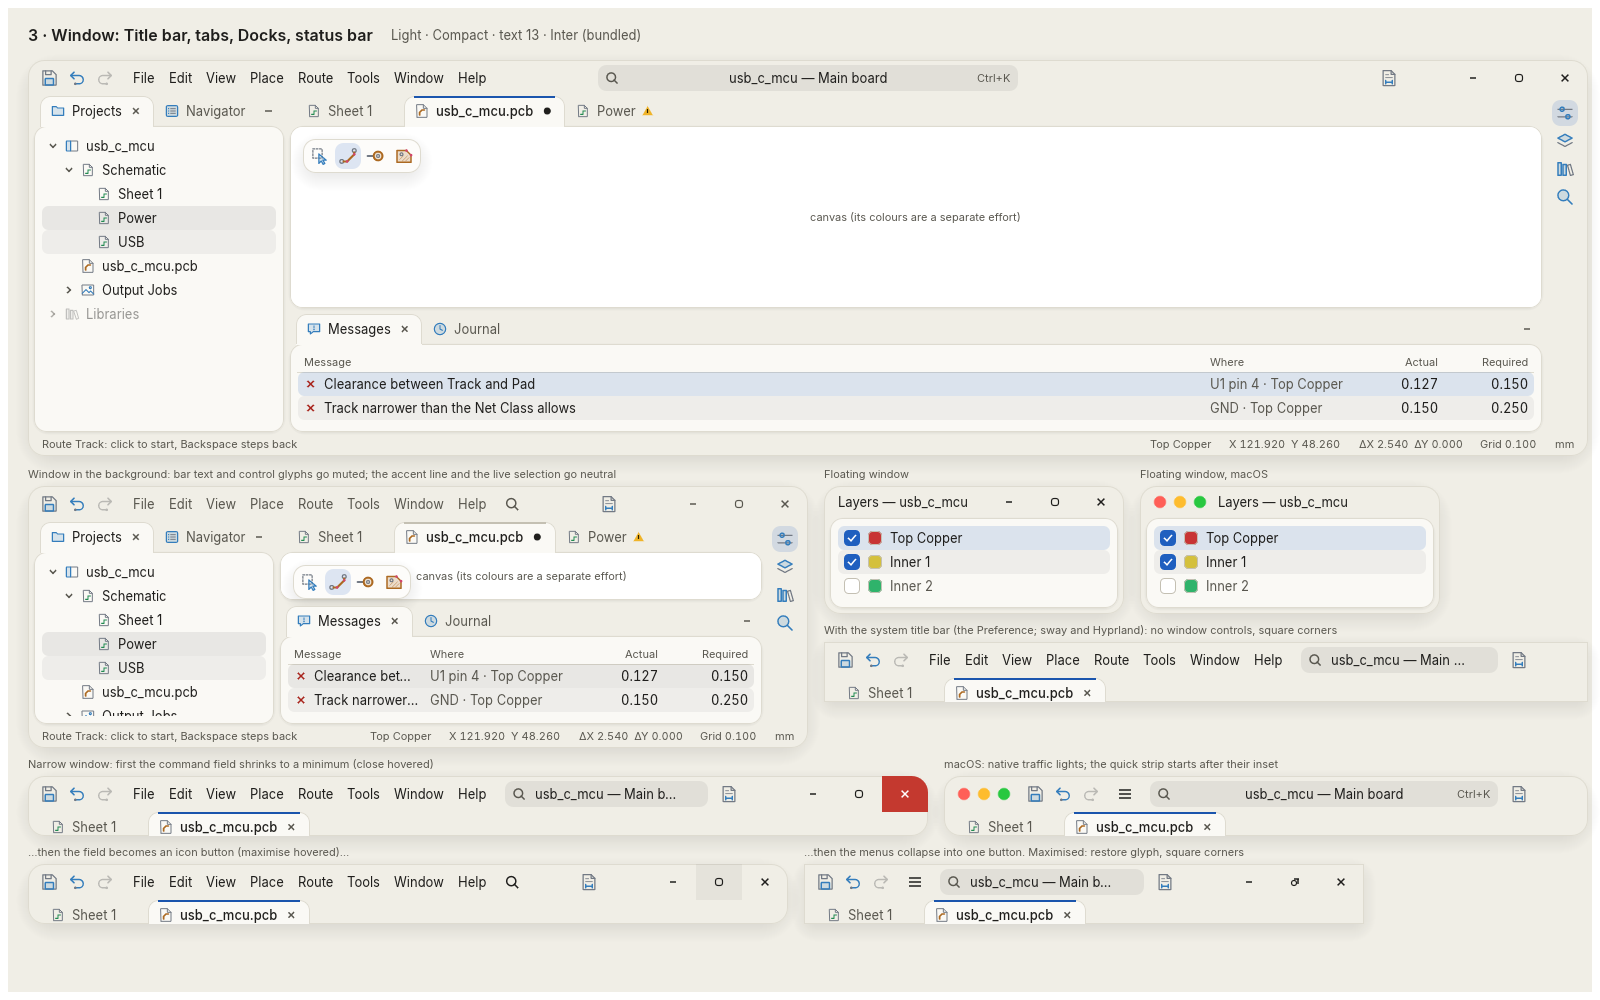 3 · Window: Title bar, tabs, Docks, status bar Light · Compact · text 13 · Inter (bundled)
File Edit View Place Route Tools Window Help usb_c_mcu — Main board Ctrl+K
Projects Navigator Sheet 1 usb_c_mcu.pcb Power
usb_c_mcu
Schematic
Sheet 1
Power
USB
usb_c_mcu.pcb
Output Jobs
Libraries
canvas (its colours are a separate effort)
Messages Journal
Message Where Actual Required
Clearance between Track and Pad U1 pin 4 · Top Copper 0.127 0.150
Track narrower than the Net Class allows GND · Top Copper 0.150 0.250
Route Track: click to start, Backspace steps back Top Copper X 121.920 Y 48.260 ΔX 2.540 ΔY 0.000 Grid 0.100 mm
Window in the background: bar text and control glyphs go muted; the accent line and the live selection go neutral
File Edit View Place Route Tools Window Help
Projects Navigator Sheet 1 usb_c_mcu.pcb Power
usb_c_mcu
Schematic
Sheet 1
Power
USB
usb_c_mcu.pcb
Output Jobs
canvas (its colours are a separate effort)
Messages Journal
Message Where Actual Required
Clearance bet... U1 pin 4 · Top Copper 0.127 0.150
Track narrower... GND · Top Copper 0.150 0.250
Route Track: click to start, Backspace steps back Top Copper X 121.920 Y 48.260 ΔX 2.540 ΔY 0.000 Grid 0.100 mm
Floating window
Layers — usb_c_mcu
Top Copper
Inner 1
Inner 2
Floating window, macOS
Layers — usb_c_mcu
Top Copper
Inner 1
Inner 2
With the system title bar (the Preference; sway and Hyprland): no window controls, square corners
File Edit View Place Route Tools Window Help usb_c_mcu — Main ...
Sheet 1 usb_c_mcu.pcb
Narrow window: first the command field shrinks to a minimum (close hovered)
File Edit View Place Route Tools Window Help usb_c_mcu — Main b...
Sheet 1 usb_c_mcu.pcb
macOS: native traffic lights; the quick strip starts after their inset
usb_c_mcu — Main board Ctrl+K
Sheet 1 usb_c_mcu.pcb
...then the field becomes an icon button (maximise hovered)...
File Edit View Place Route Tools Window Help
Sheet 1 usb_c_mcu.pcb
...then the menus collapse into one button. Maximised: restore glyph, square corners
usb_c_mcu — Main b...
Sheet 1 usb_c_mcu.pcb